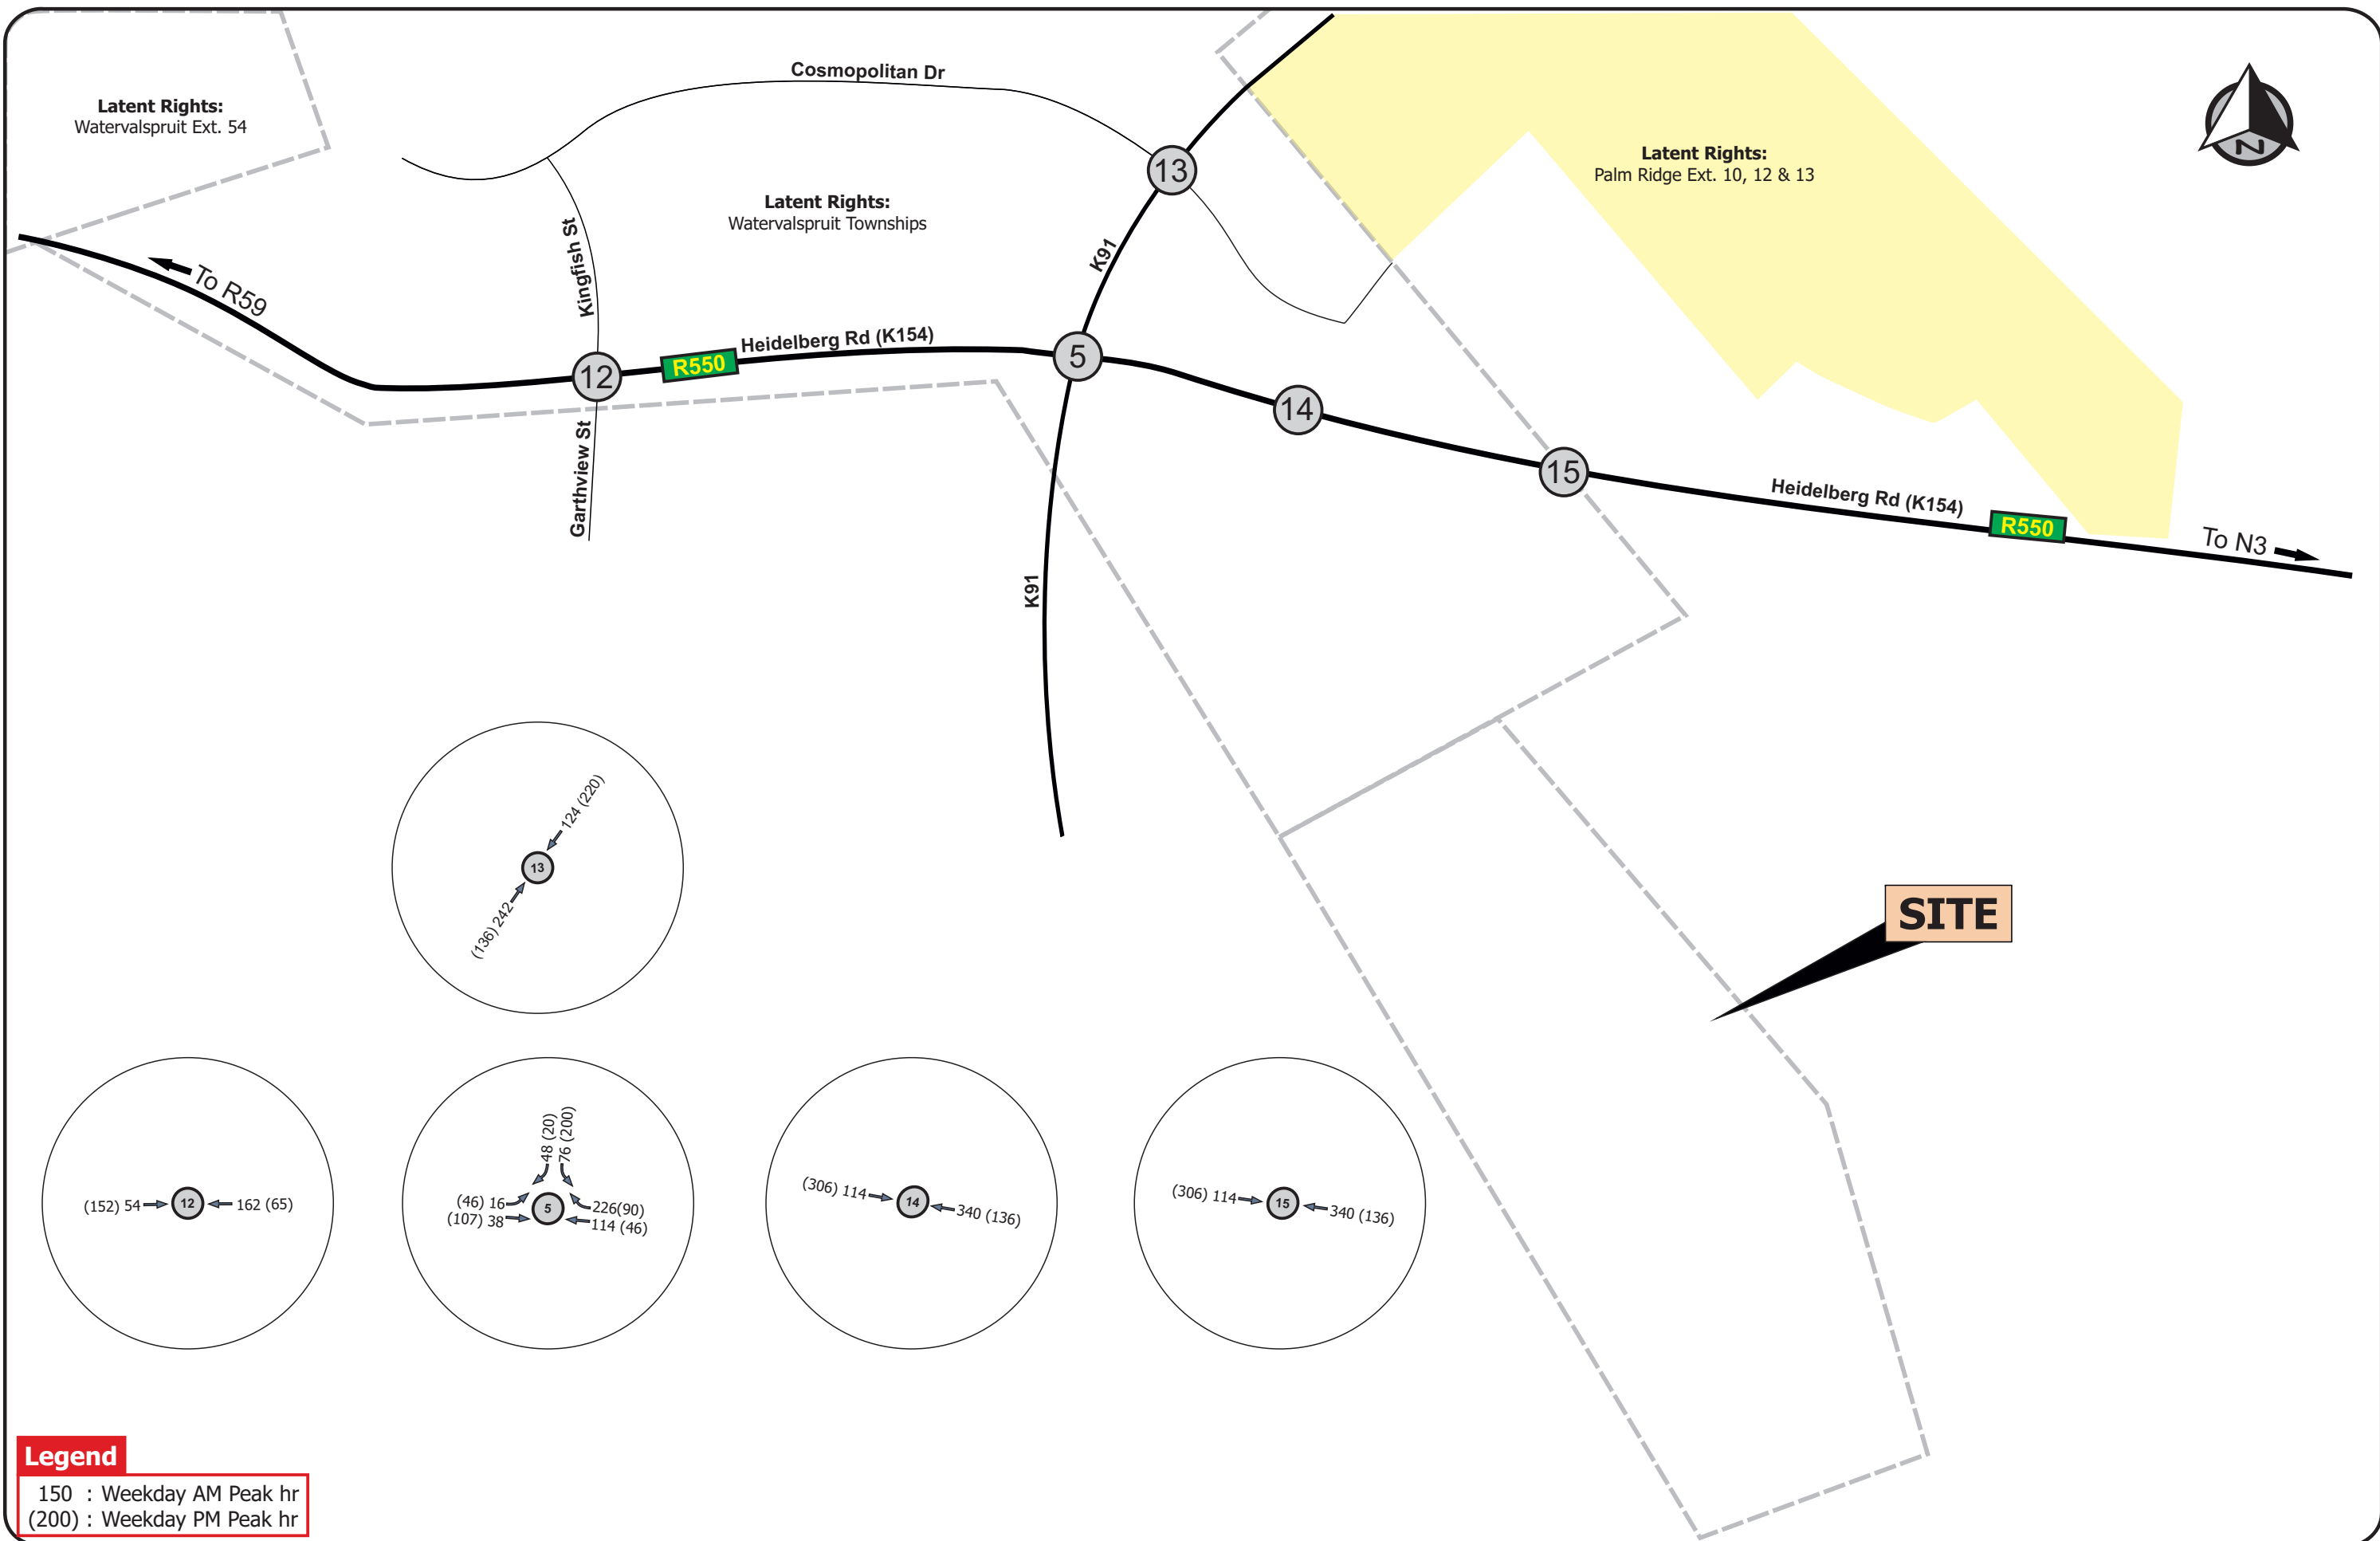 Cosmopolitan Dr
Latent Rights:
Watervalspruit Ext. 54
N
Latent Rights:
Palm Ridge Ext. 10, 12 & 13
13
Latent Rights:
Watervalspruit Townships
Kingfish St
K91
To R59
Heidelberg Rd (K154)
R550
12
5
14
15
Garthview St
Heidelberg Rd (K154)
R550
To N3
K91
SITE
124 (220)
13
(136) 242
(152) 54
12
162 (65)
48 (20)
76 (200)
(46) 16
(107) 38
5
226(90)
114 (46)
(306) 114
14
340 (136)
(306) 114
15
340 (136)
Legend
150 : Weekday AM Peak hr
(200) : Weekday PM Peak hr